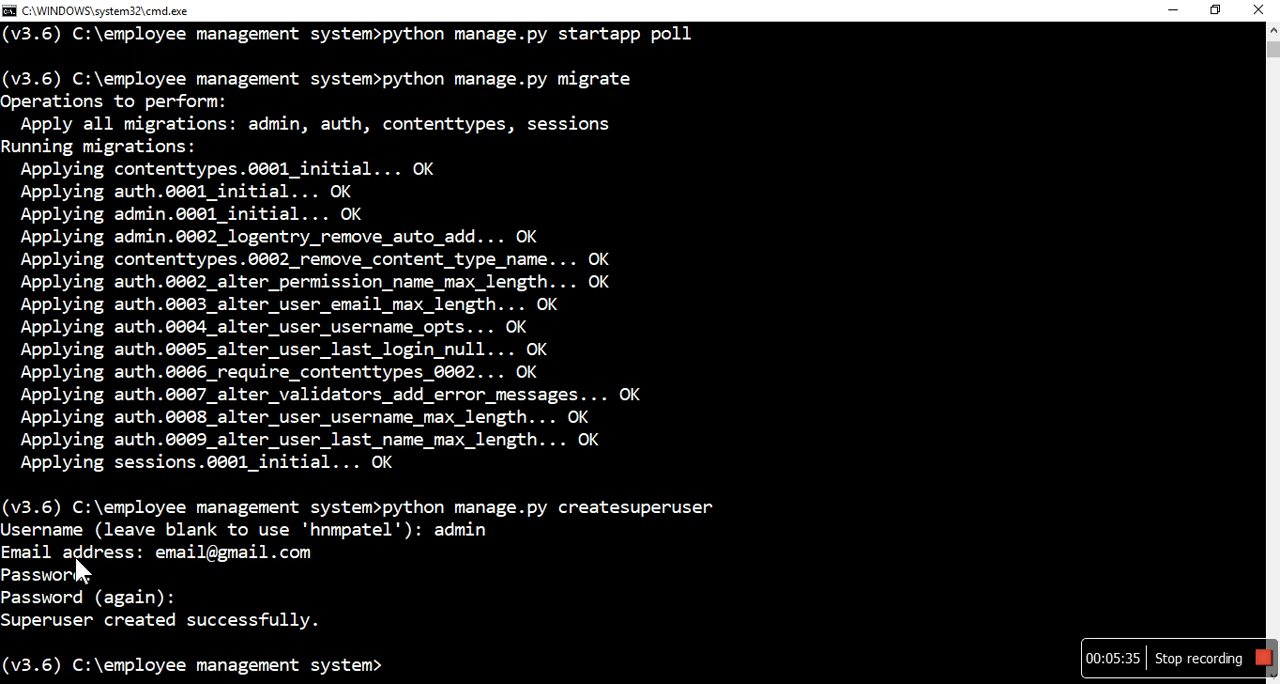 C:\WINDOWS\system32\cmd.exe
(v3.6) C:\employee management system>python manage.py startapp poll
(v3.6) C:\employee management system>python manage.py migrate
Operations to perform:
  Apply all migrations: admin, auth, contenttypes, sessions
Running migrations:
  Applying contenttypes.0001_initial... OK
  Applying auth.0001_initial... OK
  Applying admin.0001_initial... OK
  Applying admin.0002_logentry_remove_auto_add... OK
  Applying contenttypes.0002_remove_content_type_name... OK
  Applying auth.0002_alter_permission_name_max_length... OK
  Applying auth.0003_alter_user_email_max_length... OK
  Applying auth.0004_alter_user_username_opts... OK
  Applying auth.0005_alter_user_last_login_null... OK
  Applying auth.0006_require_contenttypes_0002... OK
  Applying auth.0007_alter_validators_add_error_messages... OK
  Applying auth.0008_alter_user_username_max_length... OK
  Applying auth.0009_alter_user_last_name_max_length... OK
  Applying sessions.0001_initial... OK
(v3.6) C:\employee management system>python manage.py createsuperuser
Username (leave blank to use 'hnmpatel'): admin
Email address: email@gmail.com
Password:
Password (again):
Superuser created successfully.
(v3.6) C:\employee management system>
00:05:35 Stop recording